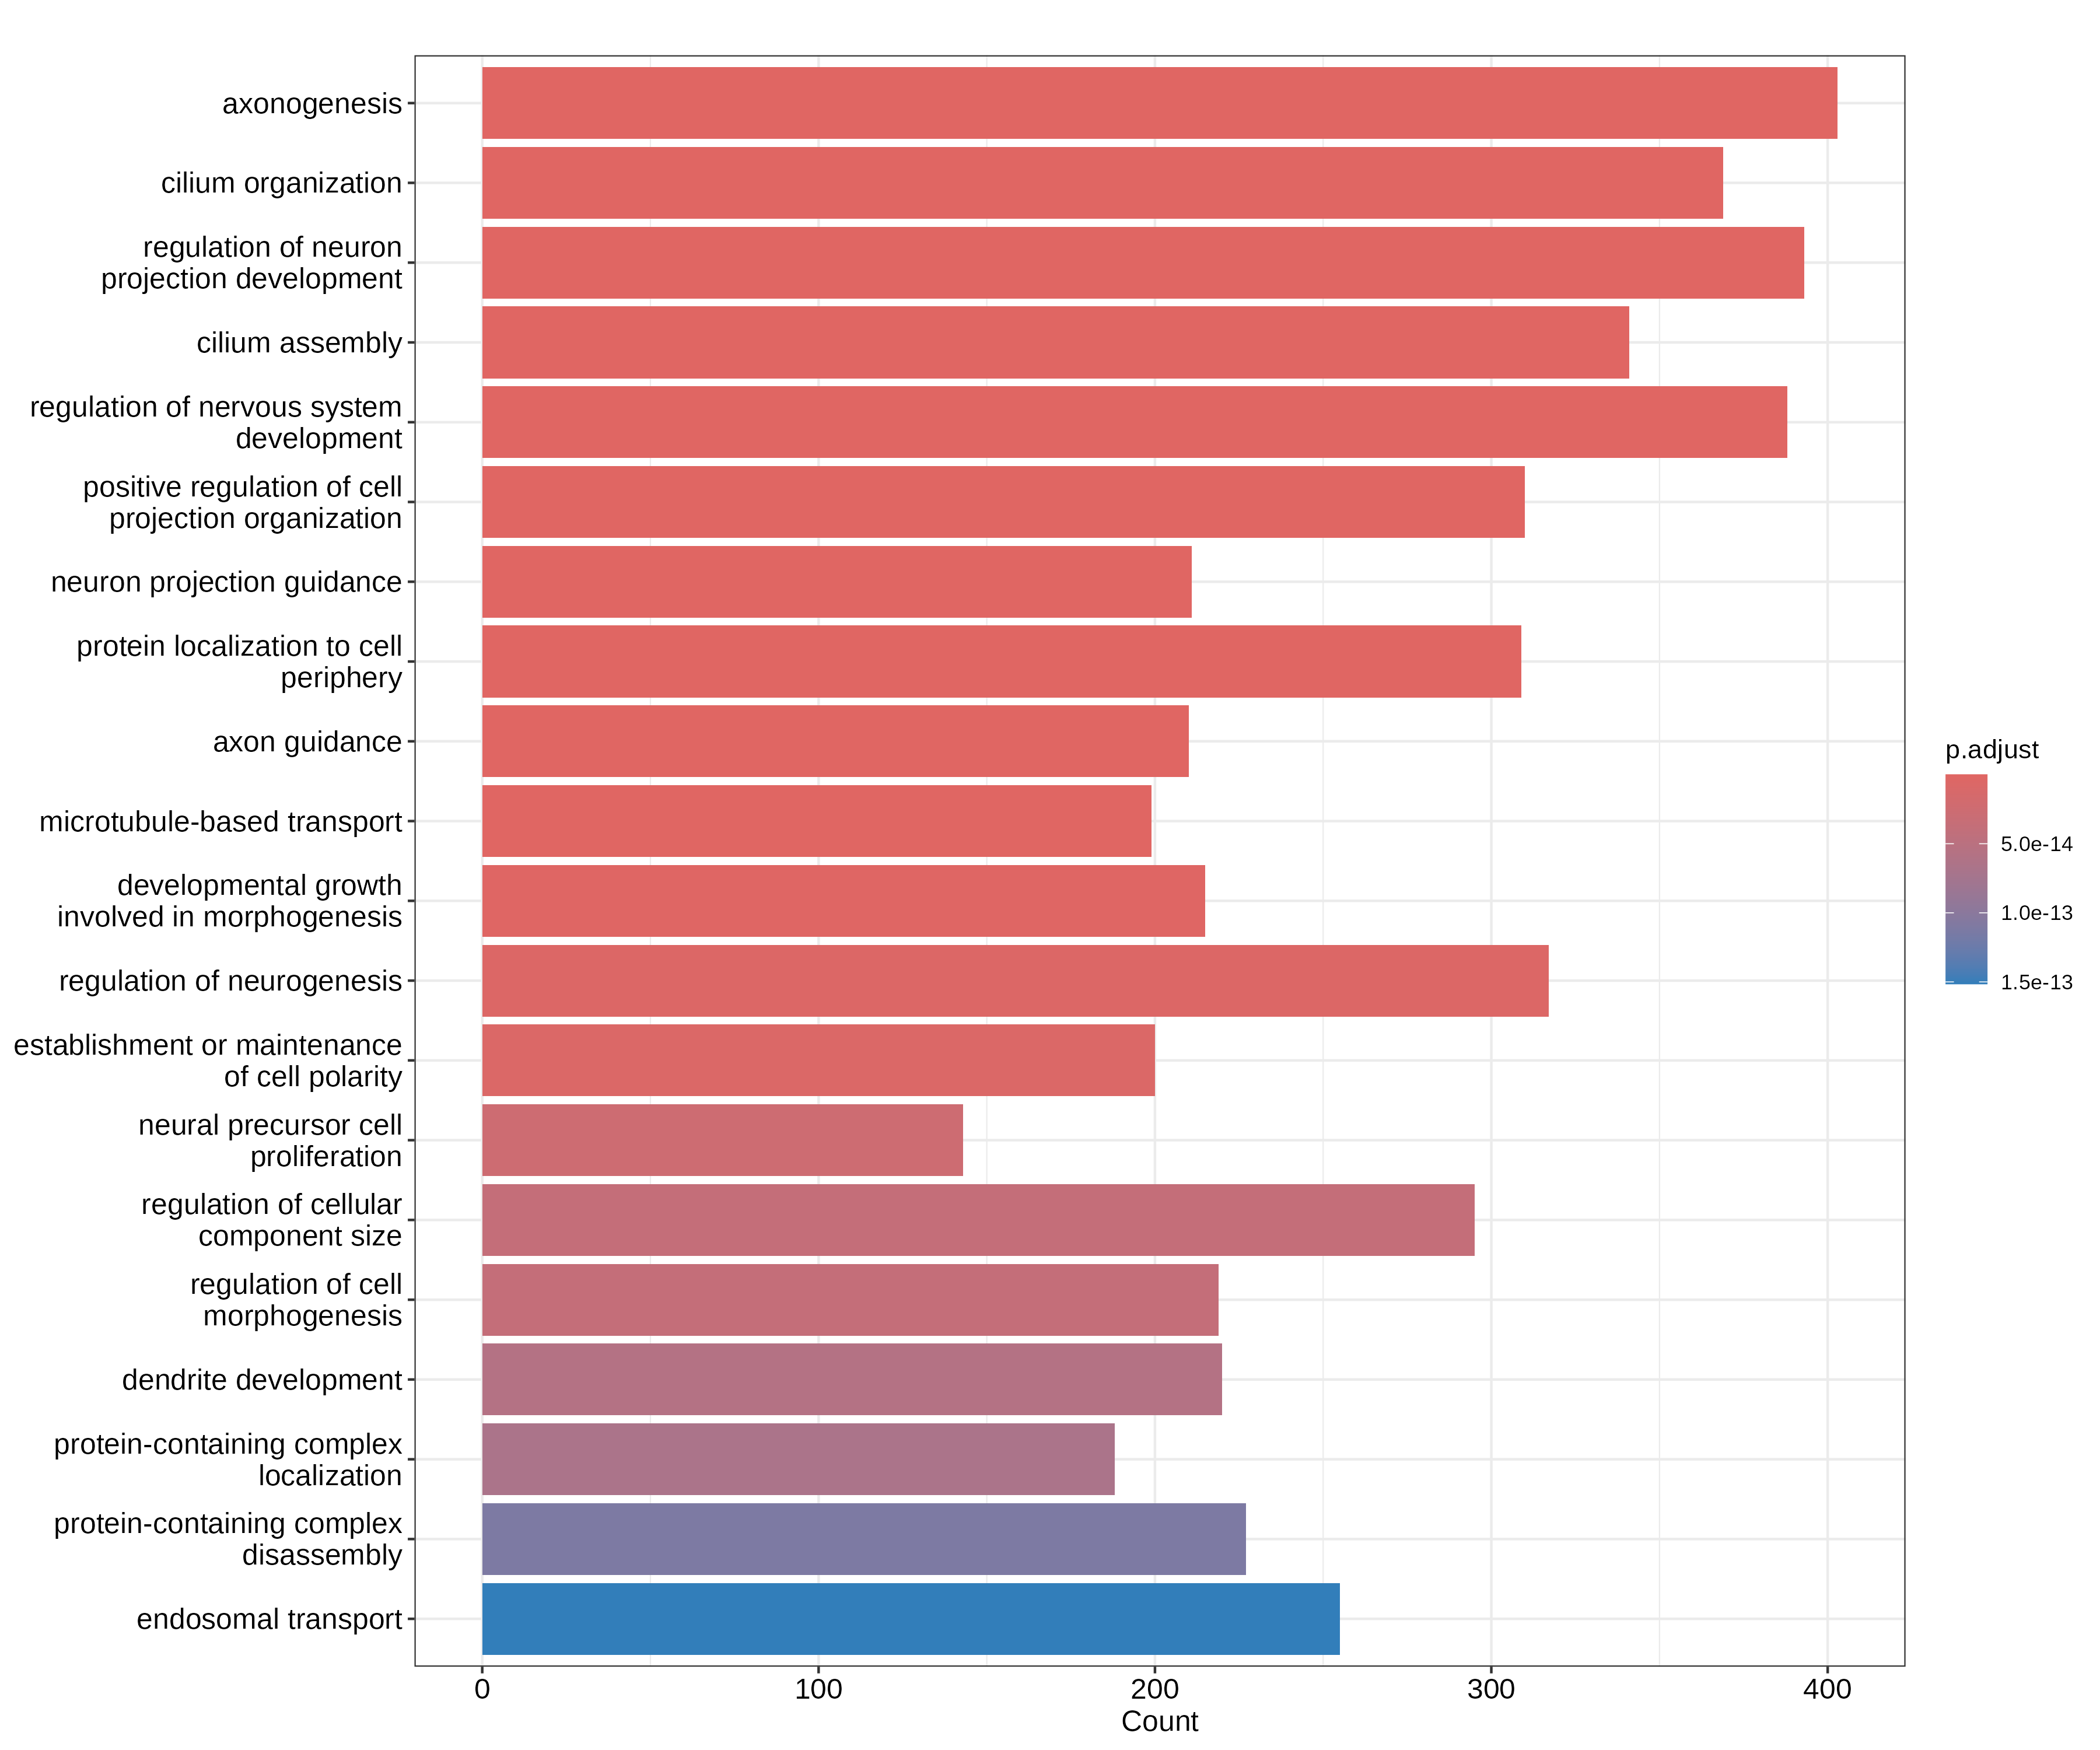 axonogenesis
cilium organization
regulation of neuron
projection development
cilium assembly
regulation of nervous system
development
positive regulation of cell
projection organization
neuron projection guidance
protein localization to cell
periphery
axon guidance
microtubule-based transport
developmental growth
involved in morphogenesis
regulation of neurogenesis
establishment or maintenance
of cell polarity
neural precursor cell
proliferation
regulation of cellular
component size
regulation of cell
morphogenesis
dendrite development
protein-containing complex
localization
protein-containing complex
disassembly
endosomal transport
0 100 200 300 400
Count
p.adjust
5.0e-14
1.0e-13
1.5e-13